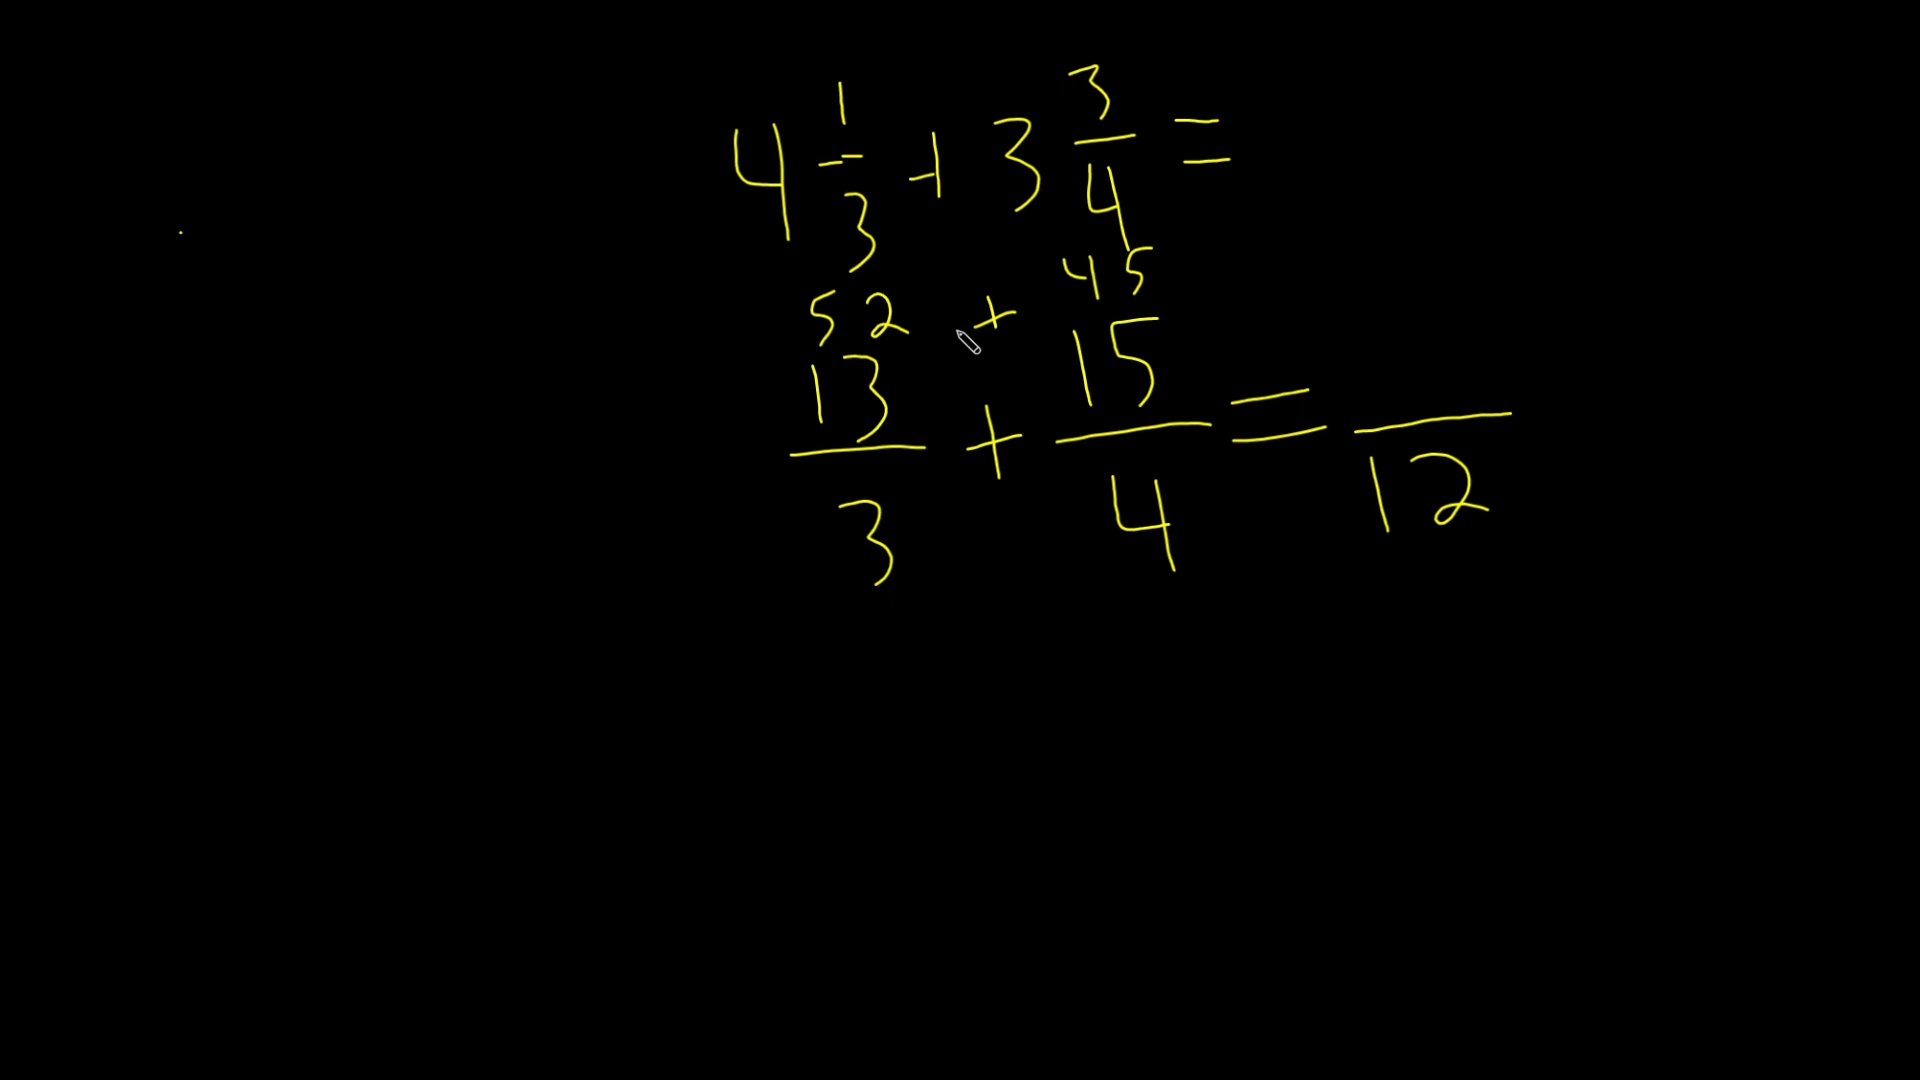 4 1/3 + 3 3/4 =
52 + 45
13/3 + 15/4 = /12